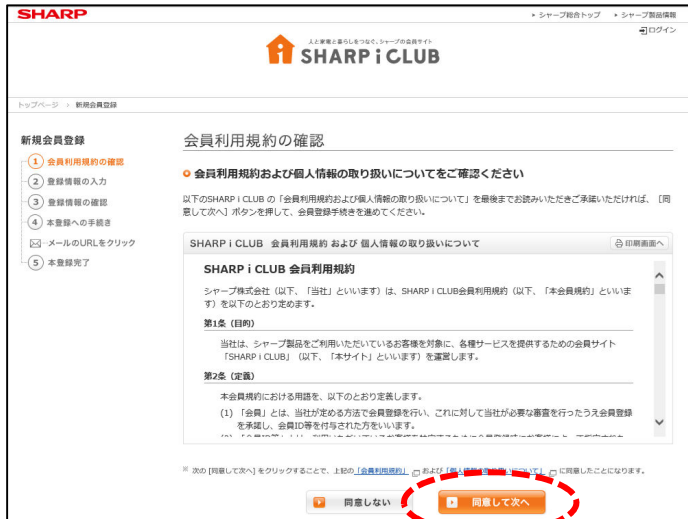 SHARP
シャープ総合トップ
シャープ製品情報
ログイン
人と家電と暮らしをつなぐ、シャープの会員サイト
SHARP i CLUB
トップページ > 新規会員登録
新規会員登録
1 会員利用規約の確認
2 登録情報の入力
3 登録情報の確認
4 本登録への手続き
メールのURLをクリック
5 本登録完了
会員利用規約の確認
会員利用規約および個人情報の取り扱いについてをご確認ください
以下のSHARP i CLUB の「会員利用規約および個人情報の取り扱いについて」を最後までお読みいただきご承諾いただければ、［同
意して次へ］ボタンを押して、会員登録手続きを進めてください。
SHARP i CLUB 会員利用規約 および 個人情報の取り扱いについて
印刷画面へ
SHARP i CLUB 会員利用規約
シャープ株式会社（以下、「当社」といいます）は、SHARP i CLUB会員利用規約（以下、「本会員規約」といいま
す）を以下のとおり定めます。
第1条（目的）
当社は、シャープ製品をご利用いただいているお客様を対象に、各種サービスを提供するための会員サイト
「SHARP i CLUB」（以下、「本サイト」といいます）を運営します。
第2条（定義）
本会員規約における用語を、以下のとおり定義します。
(1) 「会員」とは、当社が定める方法で会員登録を行い、これに対して当社が必要な審査を行ったうえ会員登録
を承諾し、会員ID等を付与された方をいいます。
※ 次の [同意して次へ] をクリックすることで、上記の「会員利用規約」 および「個人情報の取り扱いについて」 に同意したことになります。
同意しない
同意して次へ